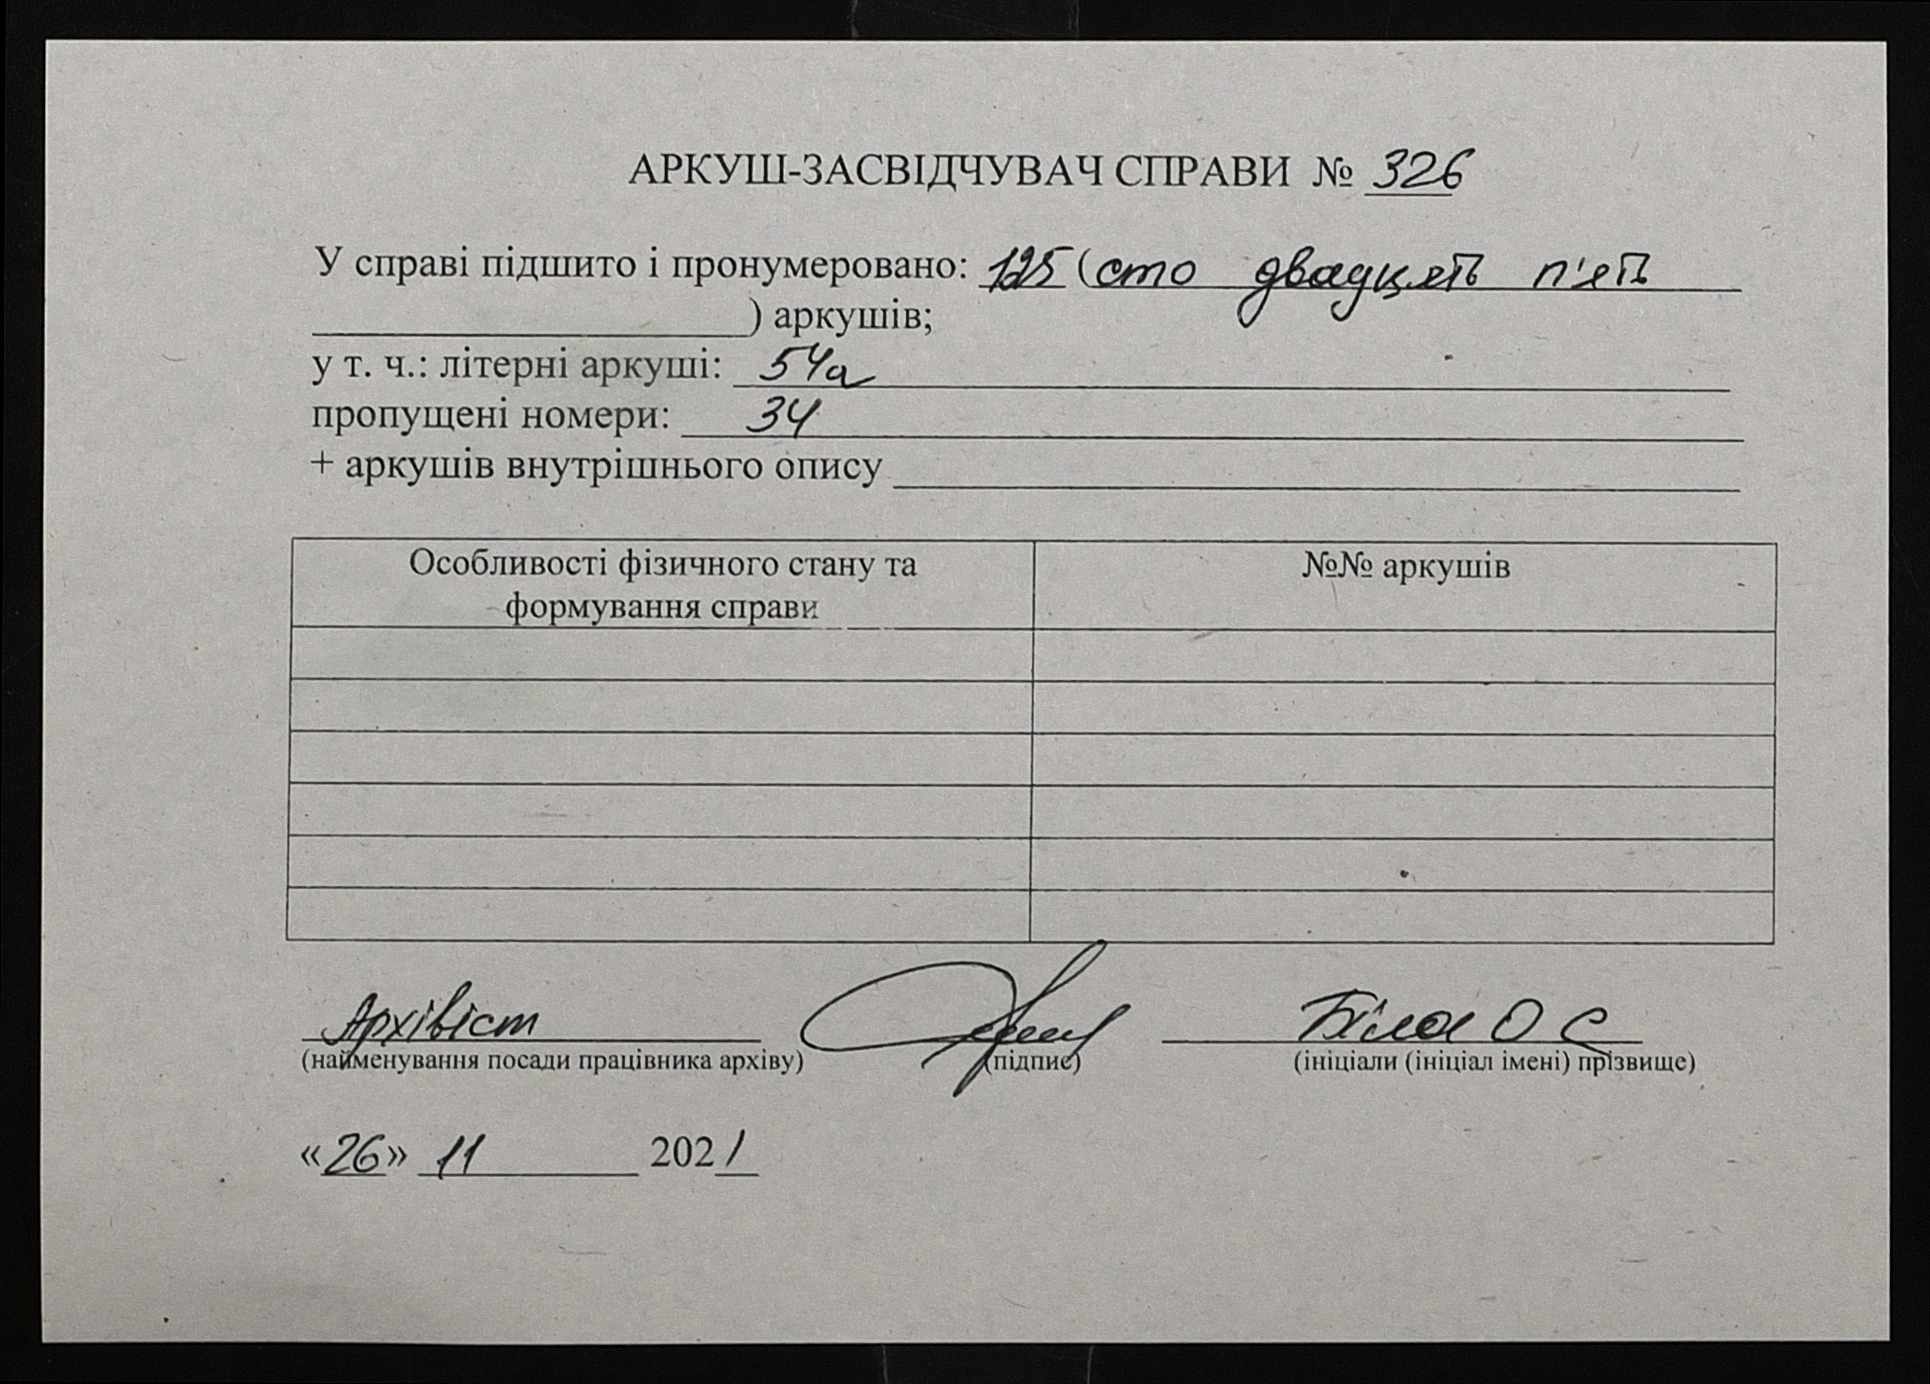 АРКУШ-ЗАСВІДЧУВАЧ СПРАВИ № 326
У справі підшито і пронумеровано: 125 (сто двадцять п'ять
) аркушів;
у т. ч.: літерні аркуші: 54а
пропущені номери: 34
+ аркушів внутрішнього опису
Особливості фізичного стану та
формування справи
№№ аркушів
Архівіст Біла О С
(найменування посади працівника архіву) (підпис) (ініціали (ініціал імені) прізвище)
«26» 11 2021